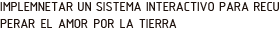 IMPLEMNETAR UN SISTEMA INTERACTIVO PARA RECU
PERAR EL AMOR POR LA TIERRA